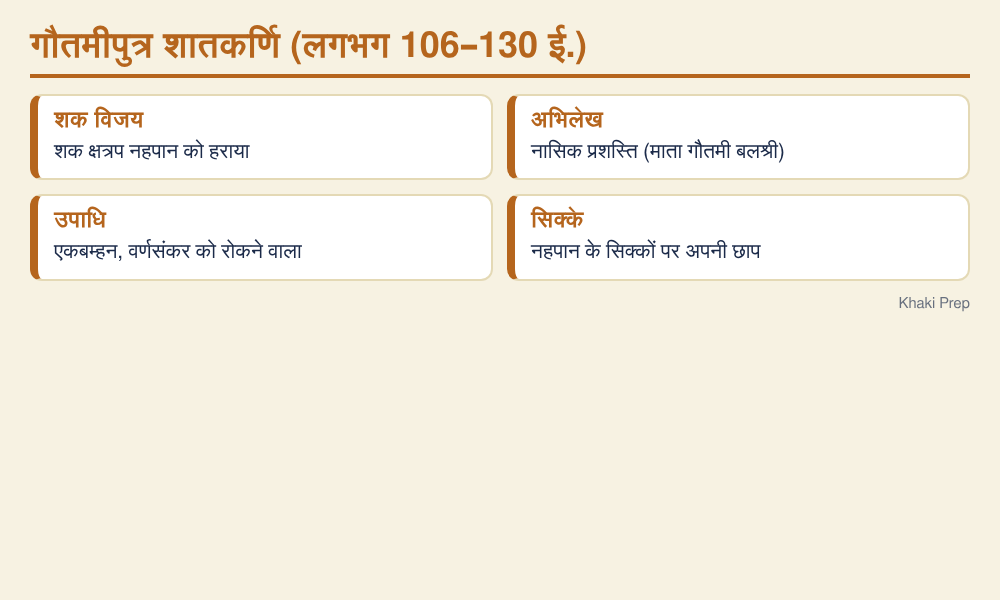 गौतमीपुत्र शातकर्णि (लगभग 106–130 ई.)
शक विजय
शक क्षत्रप नहपान को हराया
अभिलेख
नासिक प्रशस्ति (माता गौतमी बलश्री)
उपाधि
एकबम्हन, वर्णसंकर को रोकने वाला
सिक्के
नहपान के सिक्कों पर अपनी छाप
Khaki Prep